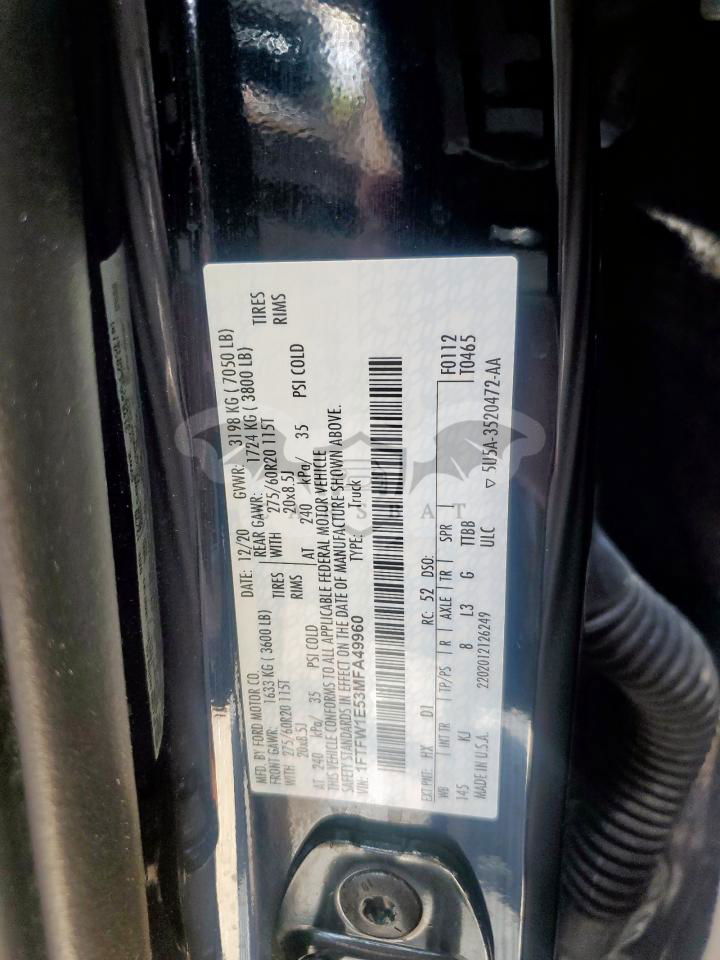 MFD. BY FORD MOTOR CO. DATE: 12/20 GVWR: 3198 KG ( 7050 LB)
FRONT GAWR: 1633 KG ( 3600 LB) REAR GAWR: 1724 KG ( 3800 LB)
WITH 275/60R20 115T TIRES WITH 275/60R20 115T TIRES
20x8.5J RIMS 20x8.5J RIMS
AT 240 kPa/ 35 PSI COLD AT 240 kPa/ 35 PSI COLD
THIS VEHICLE CONFORMS TO ALL APPLICABLE FEDERAL MOTOR VEHICLE
SAFETY STANDARDS IN EFFECT ON THE DATE OF MANUFACTURE SHOWN ABOVE.
VIN: 1FTFW1E53MFA49960 TYPE: Truck
EXT PNT: HX D1 RC: 52 DSO: F0112
WB INT TR TP/PS R AXLE TR SPR T0465
145 KJ 8 L3 G TTBB
MADE IN U.S.A. 2202012126249 ULC
▽ 5U5A-3520472-AA